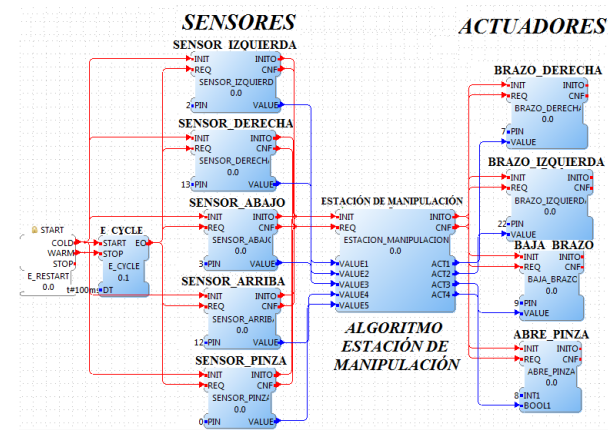 SENSORES
ACTUADORES
SENSOR_IZQUIERDA
INIT INITO
REQ CNF
SENSOR_IZQUIERD
0.0
2 PIN VALUE
SENSOR_DERECHA
INIT INITO
REQ CNF
SENSOR_DERECHA
0.0
13 PIN VALUE
SENSOR_ABAJO
INIT INITO
REQ CNF
SENSOR_ABAJC
0.0
3 PIN VALUE
SENSOR_ARRIBA
INIT INITO
REQ CNF
SENSOR_ARRIB
0.0
12 PIN VALUE
SENSOR_PINZA
INIT INITO
REQ CNF
SENSOR_PINZA
0.0
0 PIN VALUE
START
COLD
WARM
STOP
E_RESTART
0.0
E_CYCLE
START EO
STOP
E_CYCLE
0.1
t=100ms DT
ESTACIÓN DE MANIPULACIÓN
INIT INITO
REQ CNF
ESTACION_MANIPULACION
0.0
VALUE1 ACT1
VALUE2 ACT2
VALUE3 ACT3
VALUE4 ACT4
VALUE5
ALGORITMO
ESTACIÓN DE
MANIPULACIÓN
BRAZO_DERECHA
INIT INITO
REQ CNF
BRAZO_DERECHA
0.0
7 PIN
VALUE
BRAZO_IZQUIERDA
INIT INITO
REQ CNF
BRAZO_IZQUIERD
0.0
22 PIN
VALUE
BAJA_BRAZO
INIT INITO
REQ CNF
BAJA_BRAZO
0.0
9 PIN
VALUE
ABRE_PINZA
INIT INITO
REQ CNF
ABRE_PINZA
0.0
8 INT1
BOOL1